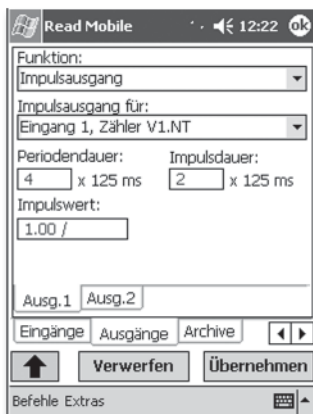 Read Mobile 12:22 ok
Funktion:
Impulsausgang
Impulsausgang für:
Eingang 1, Zähler V1.NT
Periodendauer: Impulsdauer:
4 x 125 ms 2 x 125 ms
Impulswert:
1.00 /
Ausg.1 Ausg.2
Eingänge Ausgänge Archive
Verwerfen Übernehmen
Befehle Extras